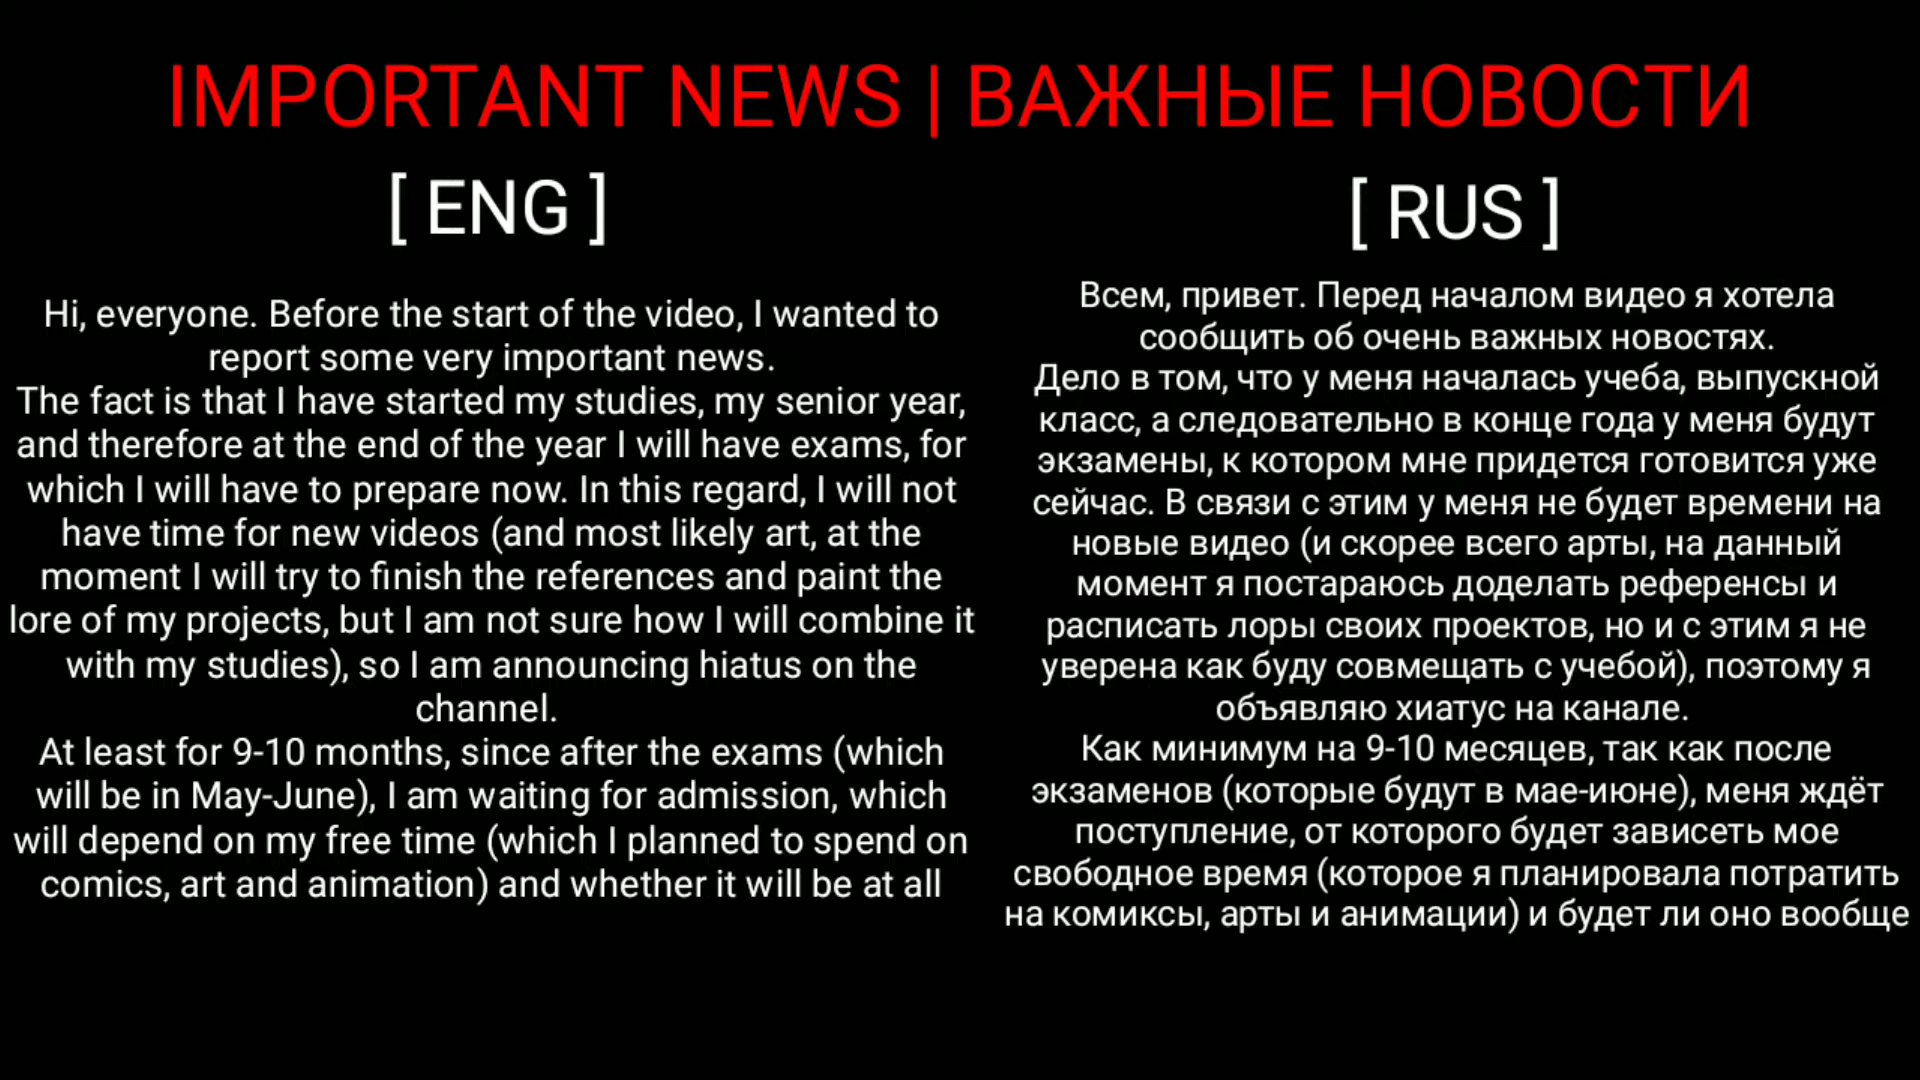 IMPORTANT NEWS | ВАЖНЫЕ НОВОСТИ
[ ENG ]
Hi, everyone. Before the start of the video, I wanted to
report some very important news.
The fact is that I have started my studies, my senior year,
and therefore at the end of the year I will have exams, for
which I will have to prepare now. In this regard, I will not
have time for new videos (and most likely art, at the
moment I will try to finish the references and paint the
lore of my projects, but I am not sure how I will combine it
with my studies), so I am announcing hiatus on the
channel.
At least for 9-10 months, since after the exams (which
will be in May-June), I am waiting for admission, which
will depend on my free time (which I planned to spend on
comics, art and animation) and whether it will be at all
[ RUS ]
Всем, привет. Перед началом видео я хотела
сообщить об очень важных новостях.
Дело в том, что у меня началась учеба, выпускной
класс, а следовательно в конце года у меня будут
экзамены, к котором мне придется готовится уже
сейчас. В связи с этим у меня не будет времени на
новые видео (и скорее всего арты, на данный
момент я постараюсь доделать референсы и
расписать лоры своих проектов, но и с этим я не
уверена как буду совмещать с учебой), поэтому я
объявляю хиатус на канале.
Как минимум на 9-10 месяцев, так как после
экзаменов (которые будут в мае-июне), меня ждёт
поступление, от которого будет зависеть мое
свободное время (которое я планировала потратить
на комиксы, арты и анимации) и будет ли оно вообще